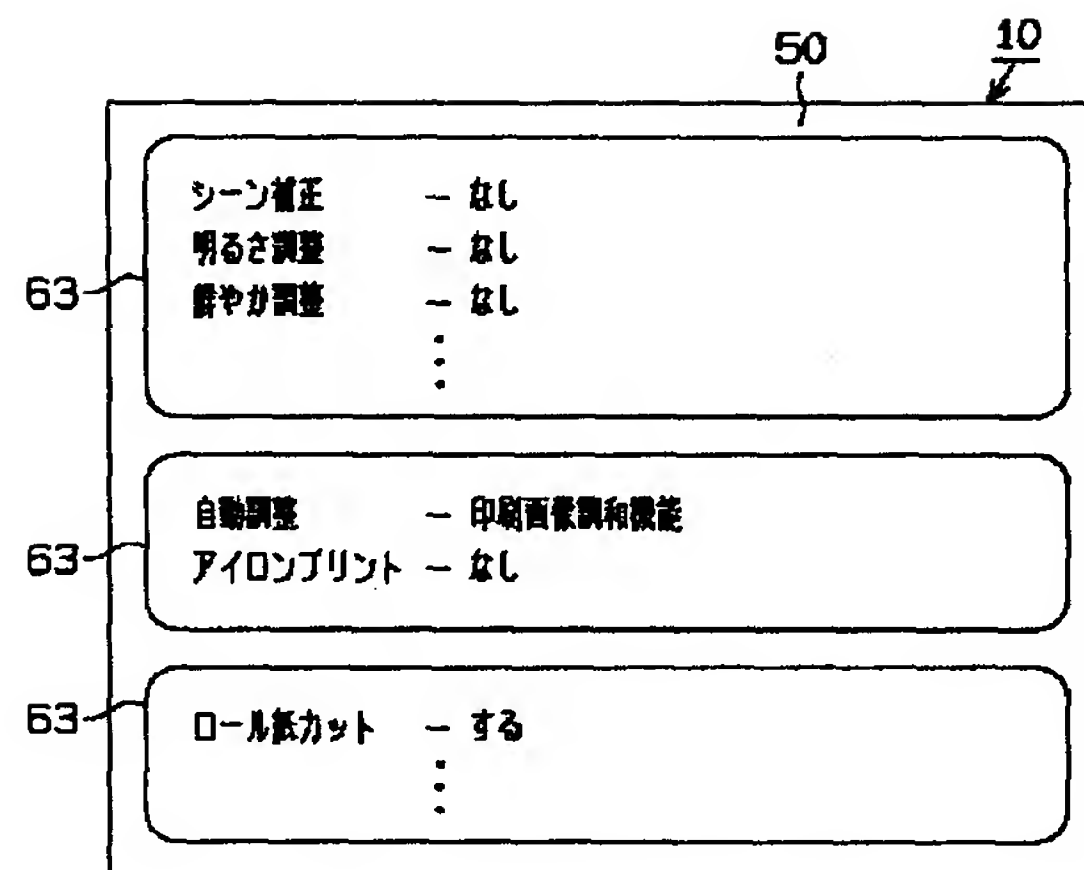 50 10
シーン補正 － なし
明るさ調整 － なし
63 鮮やか調整 － なし
自動調整 － 印刷画像調和機能
63 アイロンプリント － なし
63 ロール紙カット － する